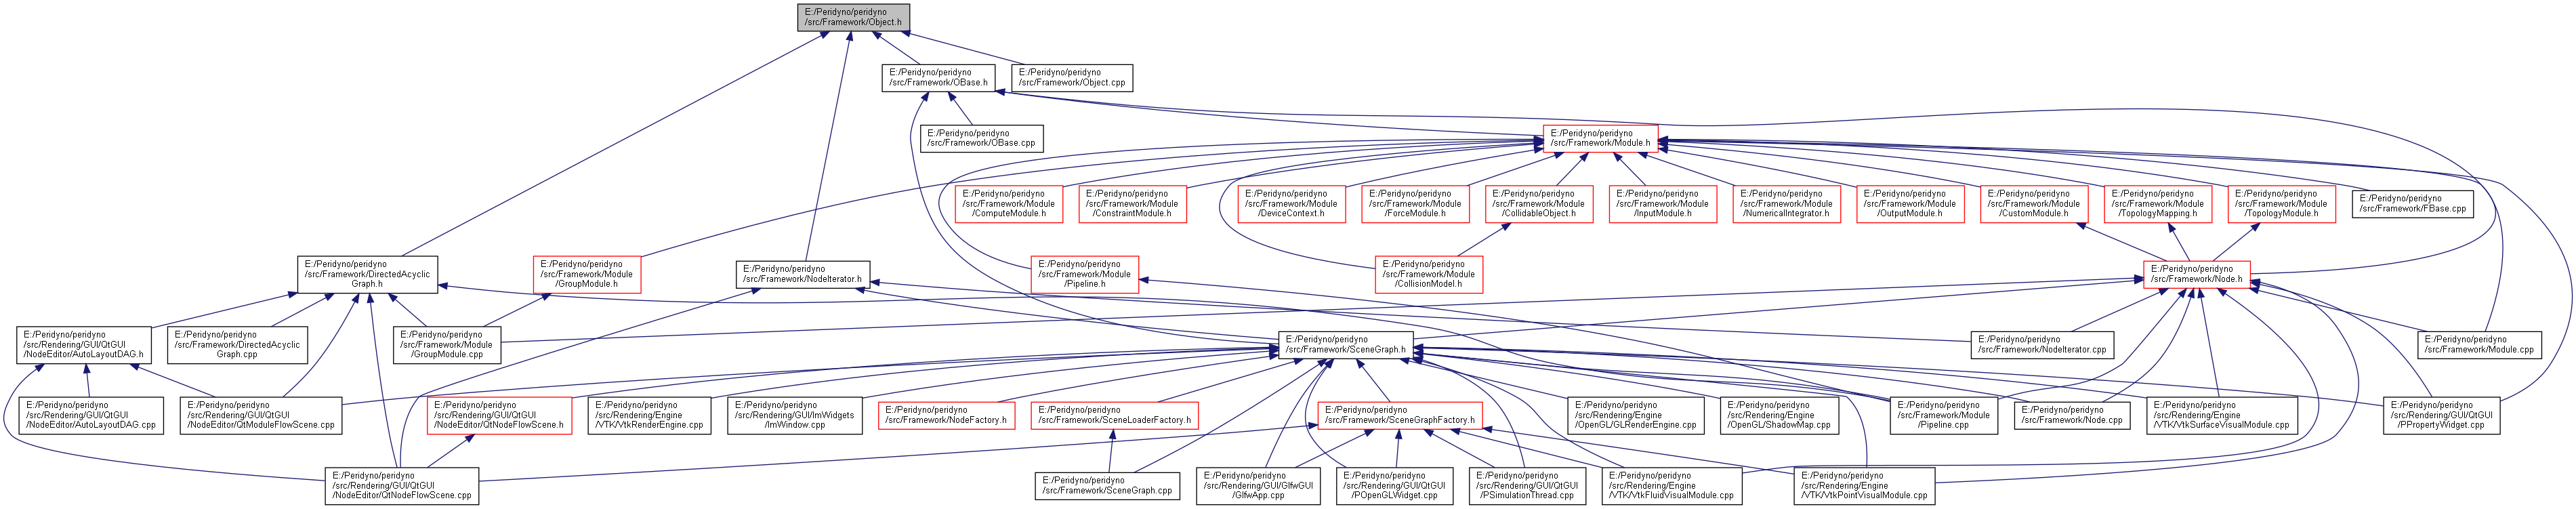 E:/Peridyno/peridyno
/src/Framework/Object.h
E:/Peridyno/peridyno
/src/Framework/OBase.h
E:/Peridyno/peridyno
/src/Framework/Object.cpp
E:/Peridyno/peridyno
/src/Framework/OBase.cpp
E:/Peridyno/peridyno
/src/Framework/Module.h
E:/Peridyno/peridyno
/src/Framework/Module
/ComputeModule.h
E:/Peridyno/peridyno
/src/Framework/Module
/ConstraintModule.h
E:/Peridyno/peridyno
/src/Framework/Module
/DeviceContext.h
E:/Peridyno/peridyno
/src/Framework/Module
/ForceModule.h
E:/Peridyno/peridyno
/src/Framework/Module
/CollidableObject.h
E:/Peridyno/peridyno
/src/Framework/Module
/InputModule.h
E:/Peridyno/peridyno
/src/Framework/Module
/NumericalIntegrator.h
E:/Peridyno/peridyno
/src/Framework/Module
/OutputModule.h
E:/Peridyno/peridyno
/src/Framework/Module
/CustomModule.h
E:/Peridyno/peridyno
/src/Framework/Module
/TopologyMapping.h
E:/Peridyno/peridyno
/src/Framework/Module
/TopologyModule.h
E:/Peridyno/peridyno
/src/Framework/FBase.cpp
E:/Peridyno/peridyno
/src/Framework/DirectedAcyclic
Graph.h
E:/Peridyno/peridyno
/src/Framework/Module
/GroupModule.h
E:/Peridyno/peridyno
/src/Framework/NodeIterator.h
E:/Peridyno/peridyno
/src/Framework/Module
/Pipeline.h
E:/Peridyno/peridyno
/src/Framework/Module
/CollisionModel.h
E:/Peridyno/peridyno
/src/Framework/Node.h
E:/Peridyno/peridyno
/src/Rendering/GUI/QtGUI
/NodeEditor/AutoLayoutDAG.h
E:/Peridyno/peridyno
/src/Framework/DirectedAcyclic
Graph.cpp
E:/Peridyno/peridyno
/src/Framework/Module
/GroupModule.cpp
E:/Peridyno/peridyno
/src/Framework/SceneGraph.h
E:/Peridyno/peridyno
/src/Framework/NodeIterator.cpp
E:/Peridyno/peridyno
/src/Framework/Module.cpp
E:/Peridyno/peridyno
/src/Rendering/GUI/QtGUI
/NodeEditor/AutoLayoutDAG.cpp
E:/Peridyno/peridyno
/src/Rendering/GUI/QtGUI
/NodeEditor/QtModuleFlowScene.cpp
E:/Peridyno/peridyno
/src/Rendering/GUI/QtGUI
/NodeEditor/QtNodeFlowScene.h
E:/Peridyno/peridyno
/src/Rendering/Engine
/VTK/VtkRenderEngine.cpp
E:/Peridyno/peridyno
/src/Rendering/GUI/ImWidgets
/ImWindow.cpp
E:/Peridyno/peridyno
/src/Framework/NodeFactory.h
E:/Peridyno/peridyno
/src/Framework/SceneLoaderFactory.h
E:/Peridyno/peridyno
/src/Framework/SceneGraphFactory.h
E:/Peridyno/peridyno
/src/Rendering/Engine
/OpenGL/GLRenderEngine.cpp
E:/Peridyno/peridyno
/src/Rendering/Engine
/OpenGL/ShadowMap.cpp
E:/Peridyno/peridyno
/src/Framework/Module
/Pipeline.cpp
E:/Peridyno/peridyno
/src/Framework/Node.cpp
E:/Peridyno/peridyno
/src/Rendering/Engine
/VTK/VtkSurfaceVisualModule.cpp
E:/Peridyno/peridyno
/src/Rendering/GUI/QtGUI
/PPropertyWidget.cpp
E:/Peridyno/peridyno
/src/Rendering/GUI/QtGUI
/NodeEditor/QtNodeFlowScene.cpp
E:/Peridyno/peridyno
/src/Framework/SceneGraph.cpp
E:/Peridyno/peridyno
/src/Rendering/GUI/GlfwGUI
/GlfwApp.cpp
E:/Peridyno/peridyno
/src/Rendering/GUI/QtGUI
/POpenGLWidget.cpp
E:/Peridyno/peridyno
/src/Rendering/GUI/QtGUI
/PSimulationThread.cpp
E:/Peridyno/peridyno
/src/Rendering/Engine
/VTK/VtkFluidVisualModule.cpp
E:/Peridyno/peridyno
/src/Rendering/Engine
/VTK/VtkPointVisualModule.cpp